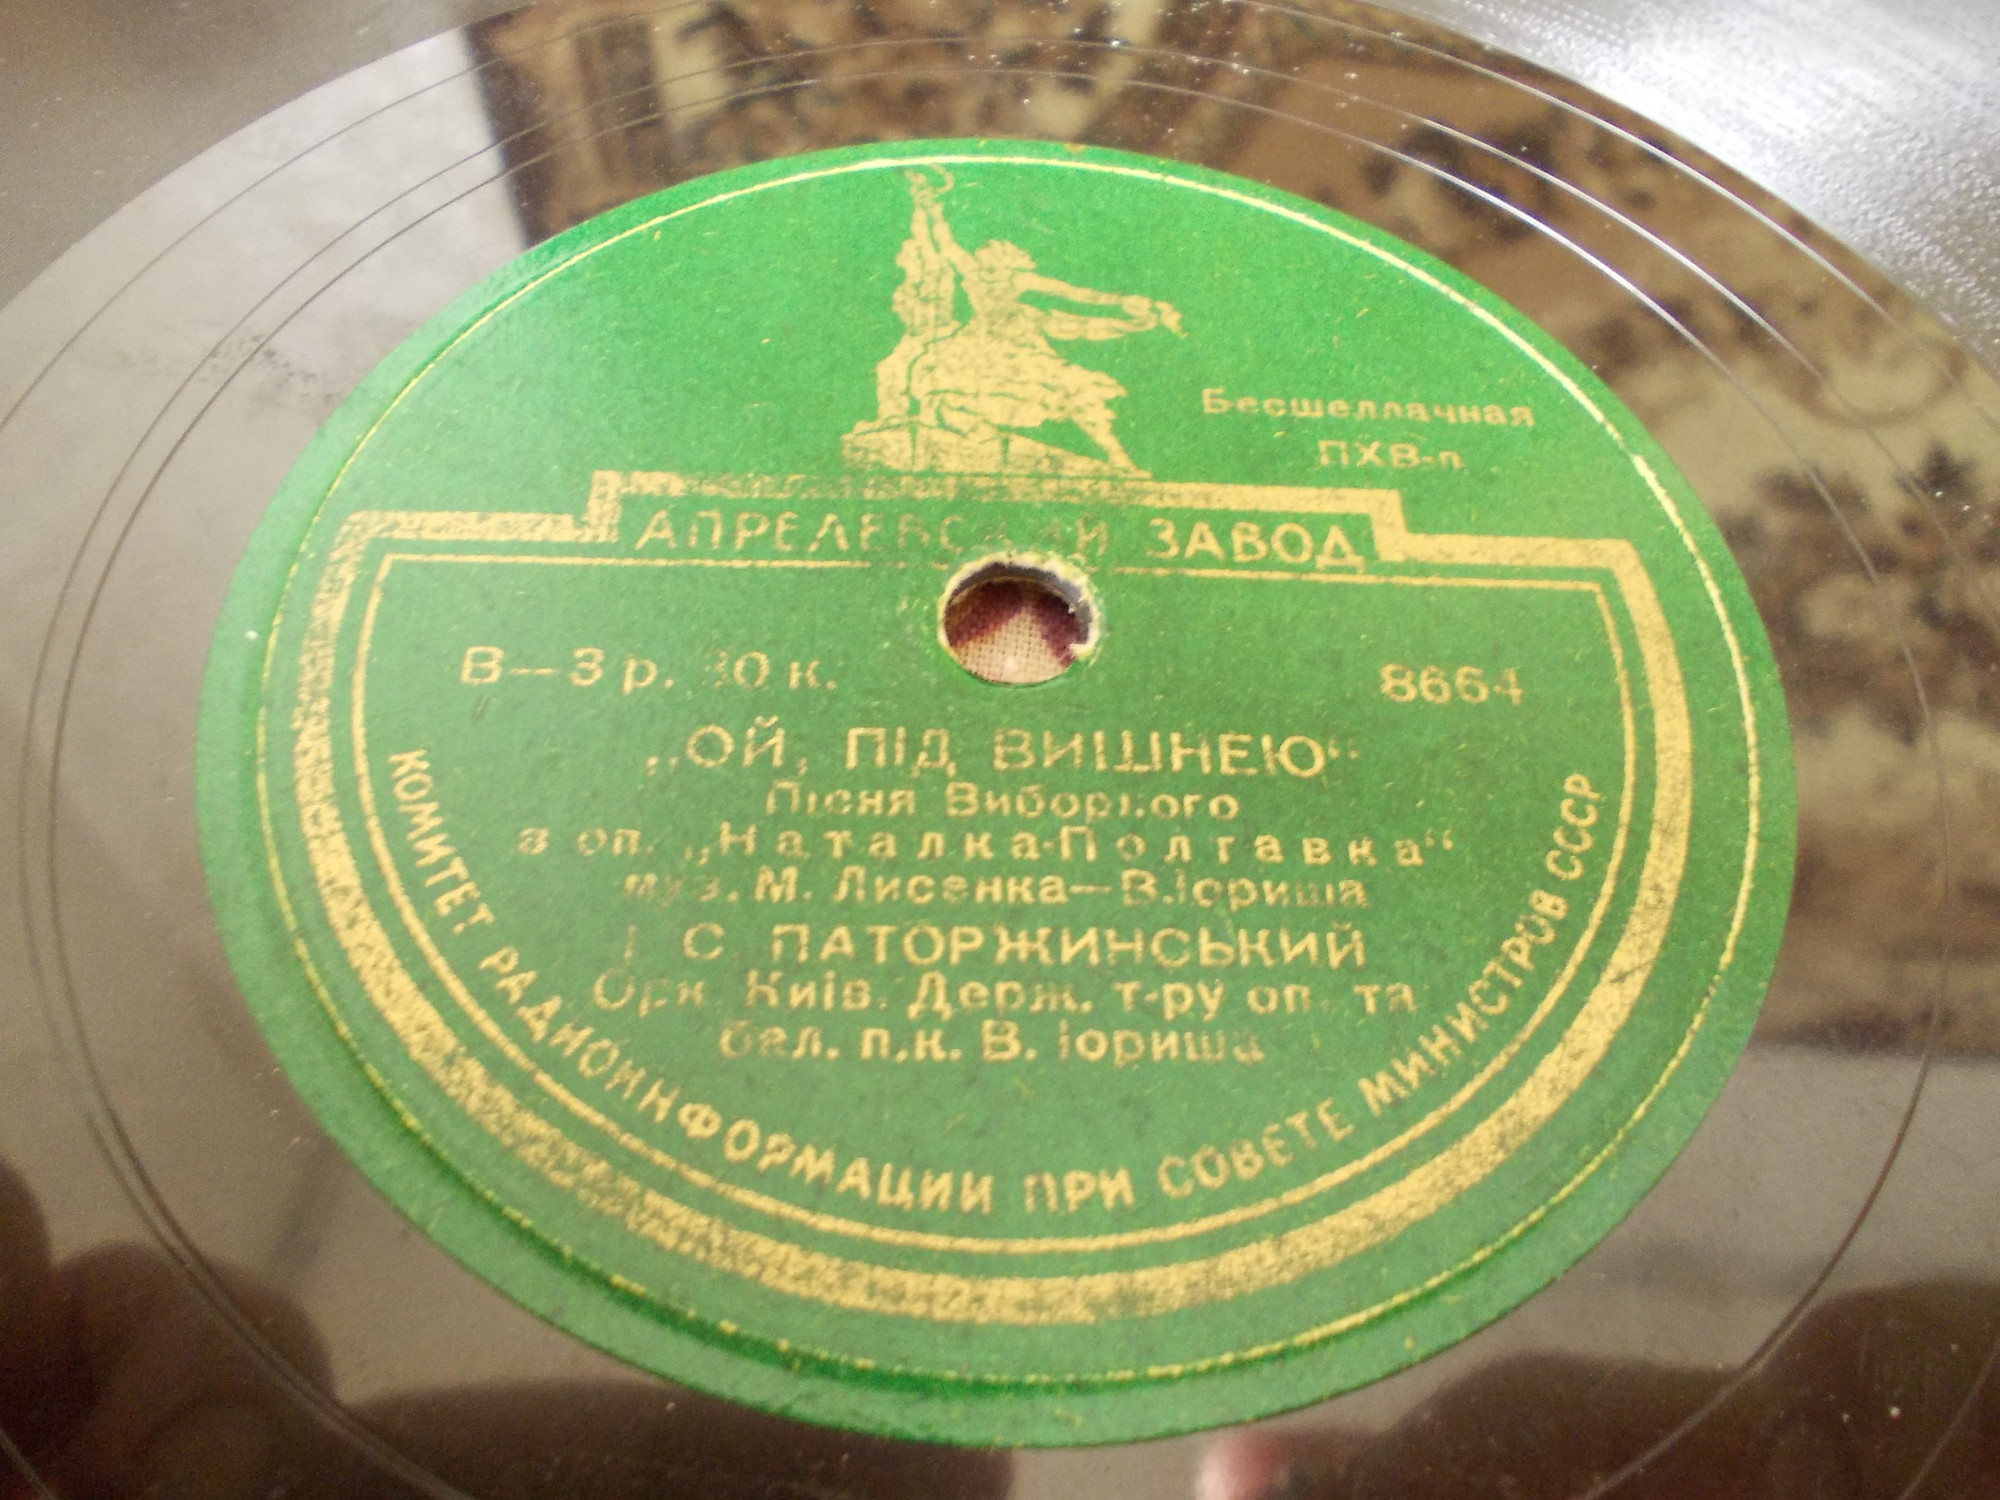 Бесшеллачная
ПХВ-п
АПРЕЛЕВСКИЙ ЗАВОД
В—3 р. 30 к.
8664
„ОЙ, ПІД ВИШНЕЮ“
Пісня Виборного
з оп. „Наталка-Полтавка“
муз. М. Лисенка—В.Іориша
І С. ПАТОРЖИНСЬКИЙ
Орк. Київ. Держ. т-ру оп. та
бал. п.к. В. Іориша
КОМИТЕТ РАДИОИНФОРМАЦИИ ПРИ СОВЕТЕ МИНИСТРОВ СССР